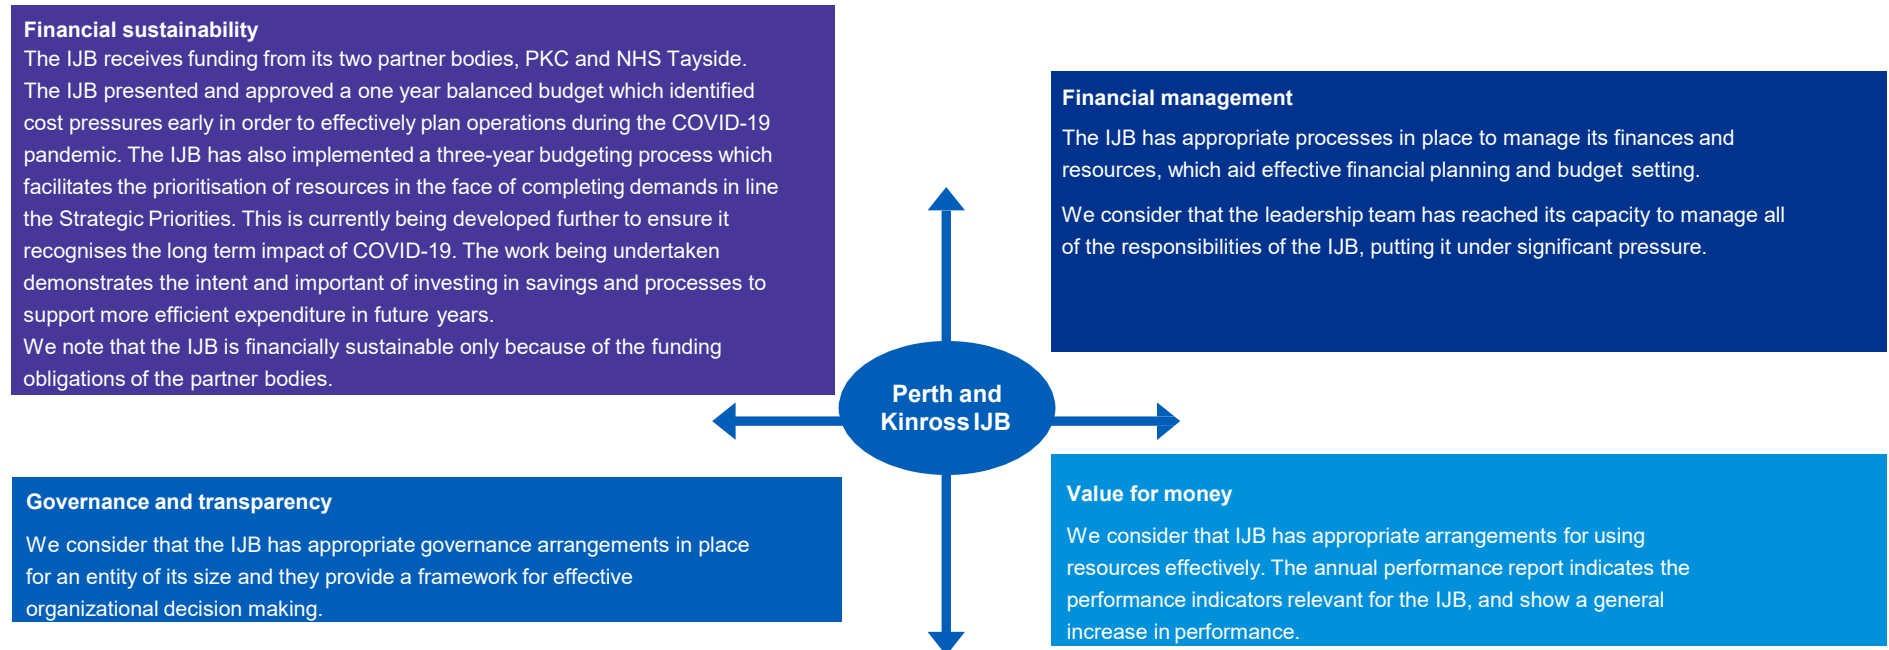 Financial sustainability
The IJB receives funding from its two partner bodies, PKC and NHS Tayside.
The IJB presented and approved a one year balanced budget which identified
cost pressures early in order to effectively plan operations during the COVID-19
pandemic. The IJB has also implemented a three-year budgeting process which
facilitates the prioritisation of resources in the face of completing demands in line
the Strategic Priorities. This is currently being developed further to ensure it
recognises the long term impact of COVID-19. The work being undertaken
demonstrates the intent and important of investing in savings and processes to
support more efficient expenditure in future years.
We note that the IJB is financially sustainable only because of the funding
obligations of the partner bodies.
Financial management
The IJB has appropriate processes in place to manage its finances and
resources, which aid effective financial planning and budget setting.
We consider that the leadership team has reached its capacity to manage all
of the responsibilities of the IJB, putting it under significant pressure.
Perth and
Kinross IJB
Governance and transparency
We consider that the IJB has appropriate governance arrangements in place
for an entity of its size and they provide a framework for effective
organizational decision making.
Value for money
We consider that IJB has appropriate arrangements for using
resources effectively. The annual performance report indicates the
performance indicators relevant for the IJB, and show a general
increase in performance.